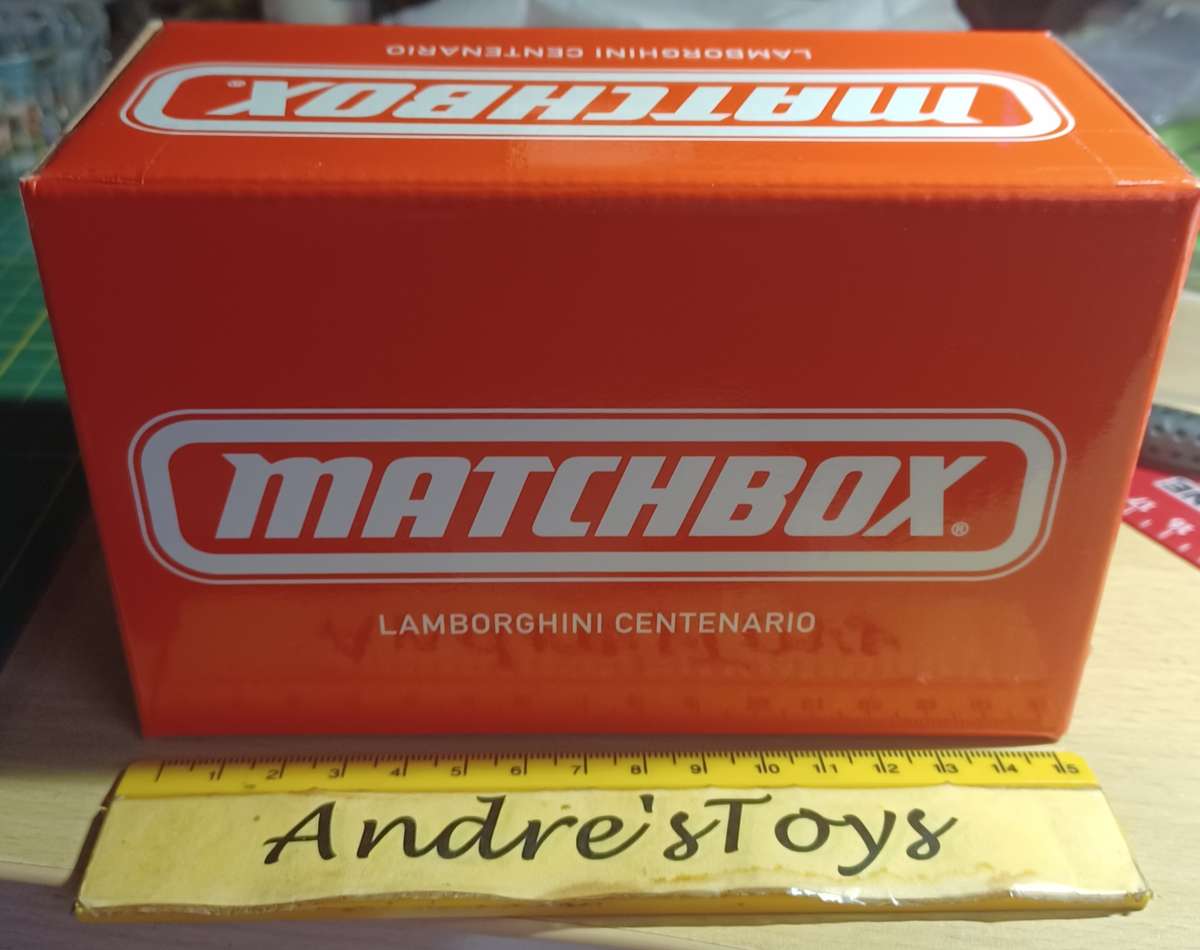 LAMBORGHINI CENTENARIO
MATCHBOX®
MATCHBOX®
LAMBORGHINI CENTENARIO
1 2 3 4 5 6 7 8 9 10 11 12 13 14 15
Andre'sToys